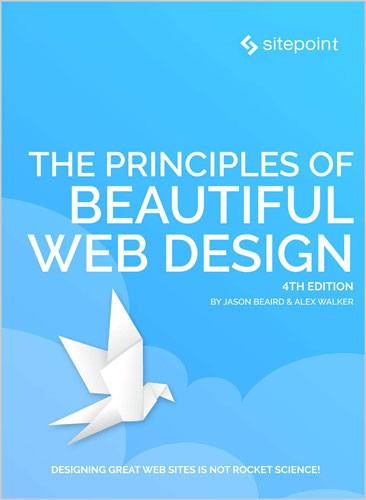 sitepoint
THE PRINCIPLES OF
BEAUTIFUL
WEB DESIGN
4TH EDITION
BY JASON BEAIRD & ALEX WALKER
DESIGNING GREAT WEB SITES IS NOT ROCKET SCIENCE!